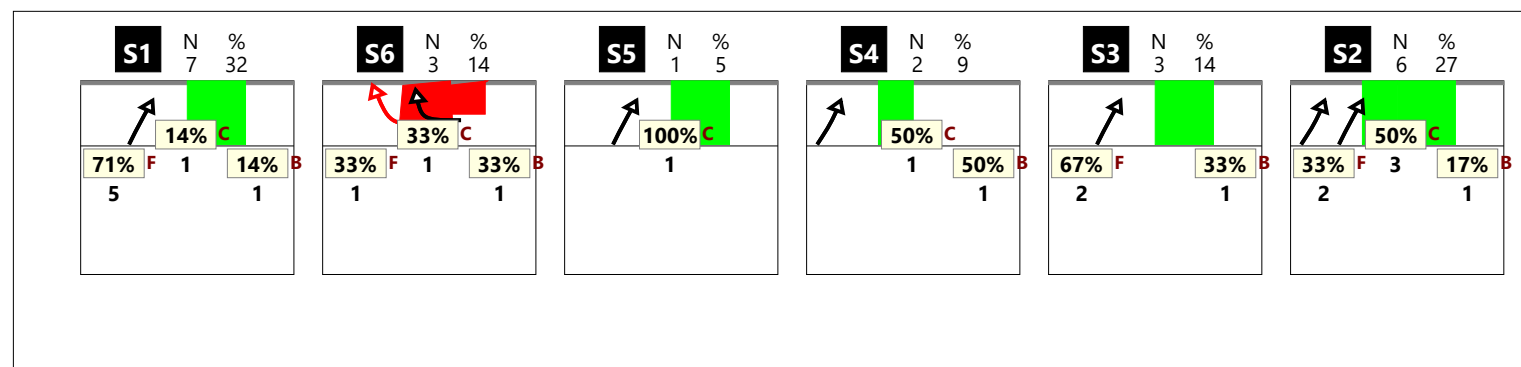 S1 N % S6 N % S5 N % S4 N % S3 N % S2 N %
7 32 3 14 1 5 2 9 3 14 6 27
14% C 33% C 100% C 50% C 50% C
71% F 1 14% B 33% F 1 33% B 1 1 50% B 67% F 33% B 33% F 3 17% B
5 1 1 1 1 2 1 2 1